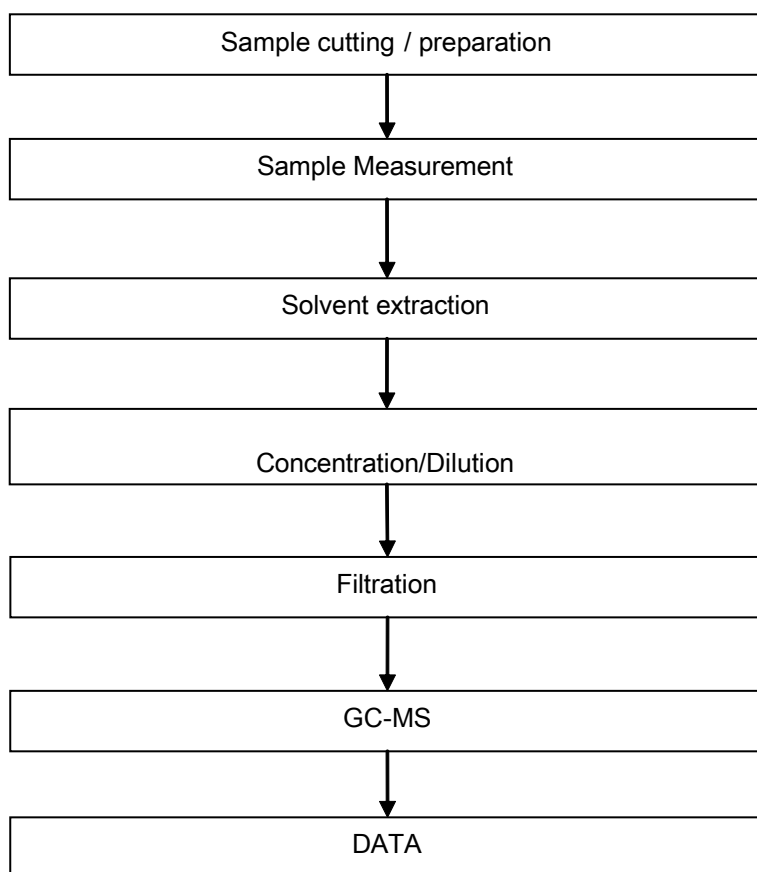 Sample cutting / preparation
Sample Measurement
Solvent extraction
Concentration/Dilution
Filtration
GC-MS
DATA